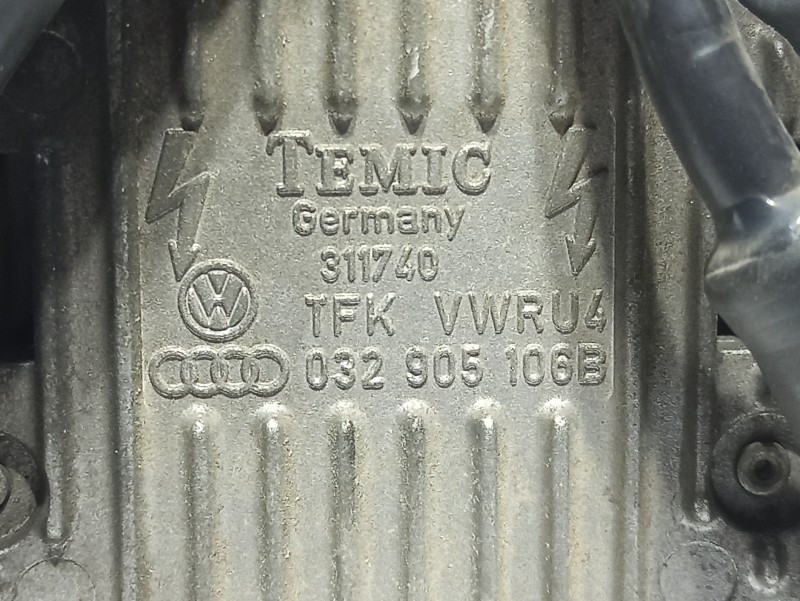 TEMIC
Germany
311740
TFK VWRU4
032 905 106B